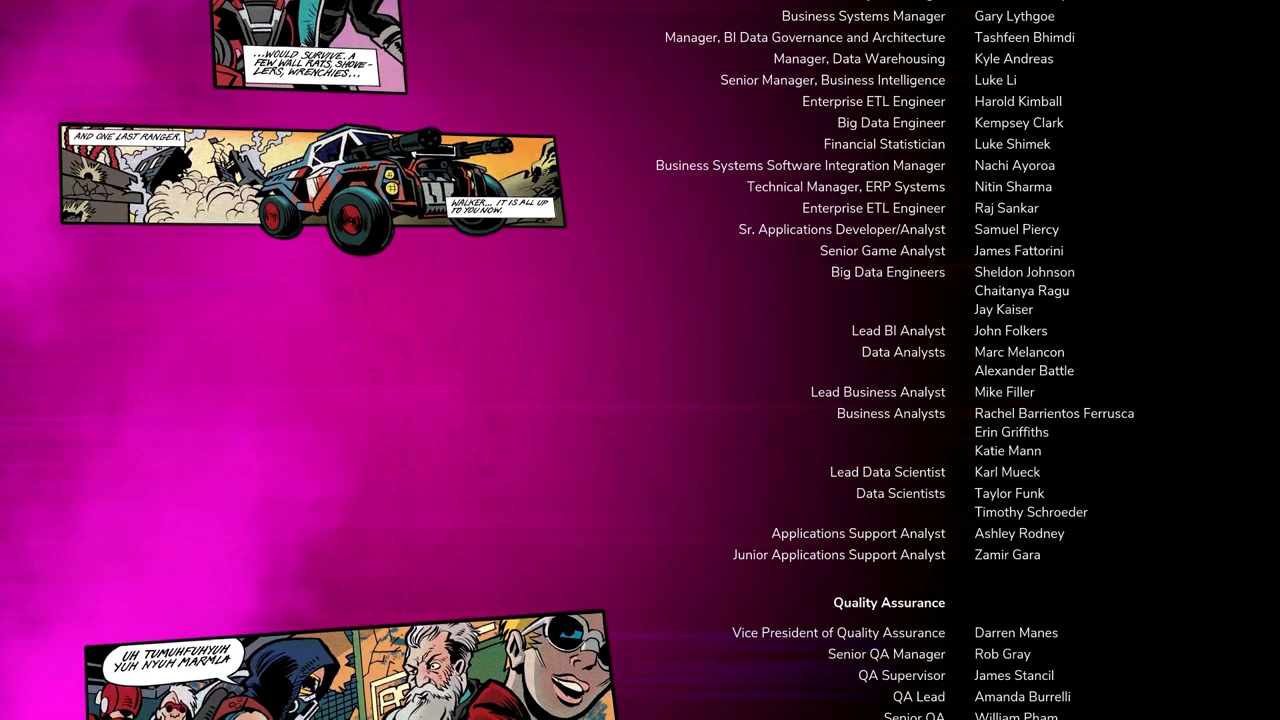 ...WOULD SURVIVE. A
FEW WALL RATS, SHOVE-
LERS, WRENCHIES...
AND ONE LAST RANGER.
WALKER... IT IS ALL UP
TO YOU NOW.
UH TUMUHFUHYUH
YUH NYUH MARMLA
Business Systems Manager Gary Lythgoe
Manager, BI Data Governance and Architecture Tashfeen Bhimdi
Manager, Data Warehousing Kyle Andreas
Senior Manager, Business Intelligence Luke Li
Enterprise ETL Engineer Harold Kimball
Big Data Engineer Kempsey Clark
Financial Statistician Luke Shimek
Business Systems Software Integration Manager Nachi Ayoroa
Technical Manager, ERP Systems Nitin Sharma
Enterprise ETL Engineer Raj Sankar
Sr. Applications Developer/Analyst Samuel Piercy
Senior Game Analyst James Fattorini
Big Data Engineers Sheldon Johnson
Chaitanya Ragu
Jay Kaiser
Lead BI Analyst John Folkers
Data Analysts Marc Melancon
Alexander Battle
Lead Business Analyst Mike Filler
Business Analysts Rachel Barrientos Ferrusca
Erin Griffiths
Katie Mann
Lead Data Scientist Karl Mueck
Data Scientists Taylor Funk
Timothy Schroeder
Applications Support Analyst Ashley Rodney
Junior Applications Support Analyst Zamir Gara
Quality Assurance
Vice President of Quality Assurance Darren Manes
Senior QA Manager Rob Gray
QA Supervisor James Stancil
QA Lead Amanda Burrelli
Senior QA William Pham